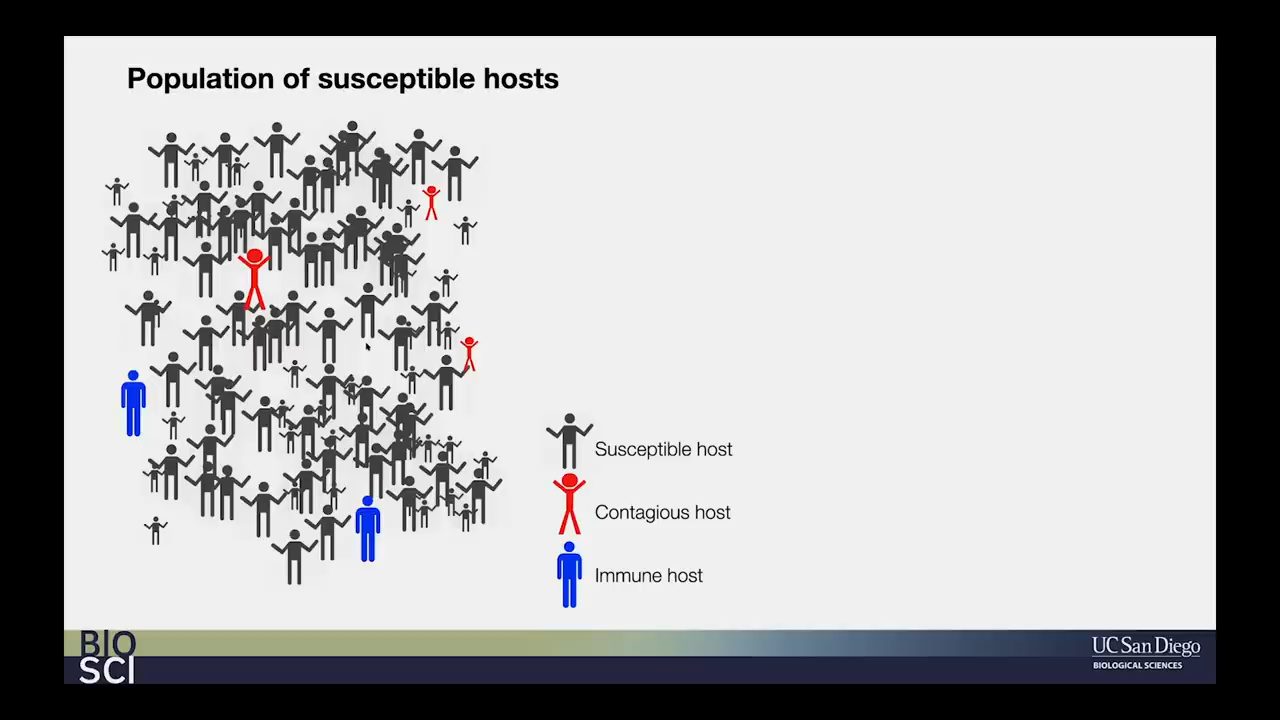 Population of susceptible hosts
Susceptible host
Contagious host
Immune host
BIO
SCI
UC San Diego
BIOLOGICAL SCIENCES